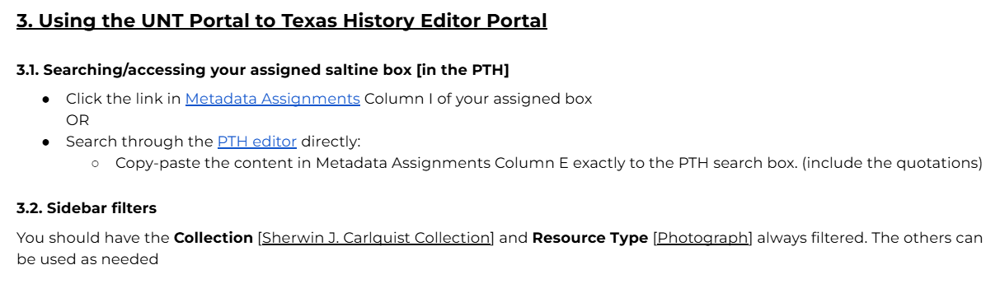 3. Using the UNT Portal to Texas History Editor Portal
3.1. Searching/accessing your assigned saltine box [in the PTH]
● Click the link in Metadata Assignments Column I of your assigned box
OR
● Search through the PTH editor directly:
○ Copy-paste the content in Metadata Assignments Column E exactly to the PTH search box. (include the quotations)
3.2. Sidebar filters
You should have the Collection [Sherwin J. Carlquist Collection] and Resource Type [Photograph] always filtered. The others can
be used as needed